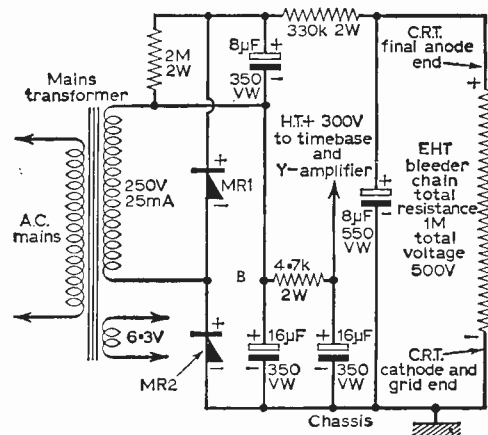 2M
2W
8μF
350
VW
330k 2W
C.R.T.
final anode
end
Mains
transformer
H.T.+ 300V
to timebase
and
Y-amplifier
250V
25mA
MR1
A.C.
mains
8μF
550
VW
EHT
bleeder
chain
total
resistance
1M
total
voltage
500V
B
4·7k
2W
6·3V
MR2
16μF
350
VW
16μF
350
VW
C.R.T.
cathode and
grid end
Chassis